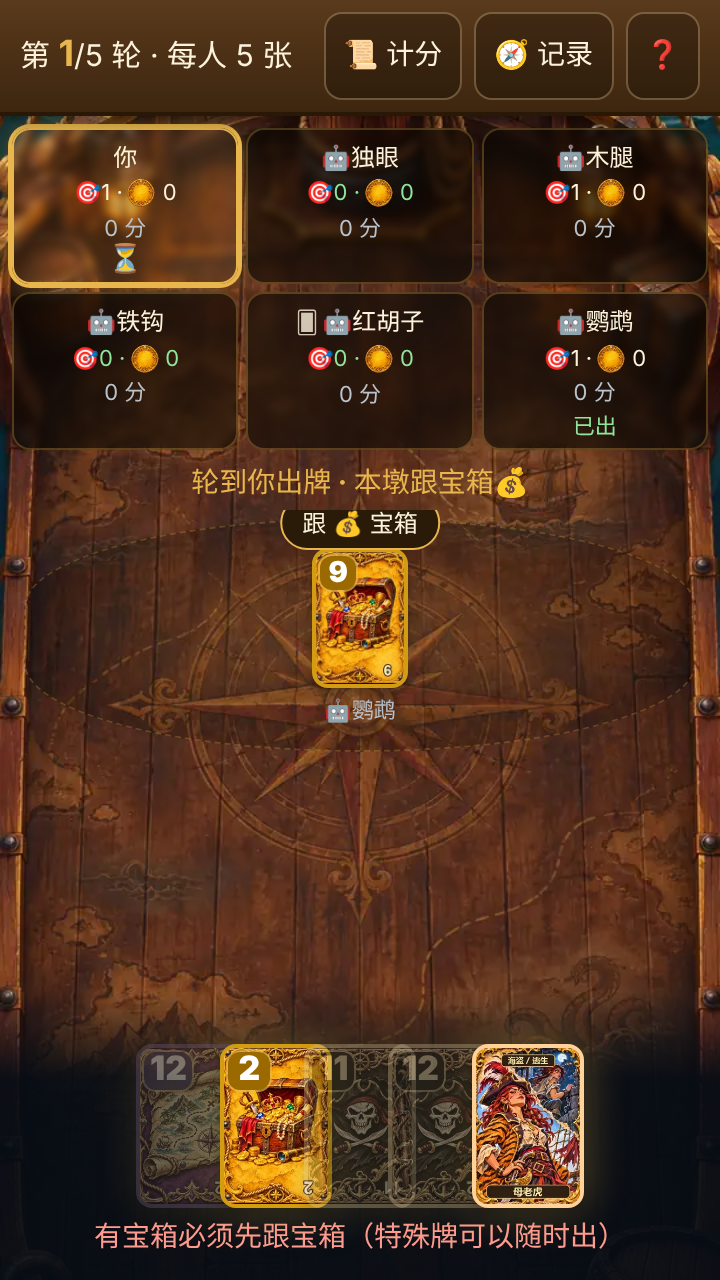 第 1/5 轮 · 每人 5 张
计分
记录
你
1 · 0
0 分
独眼
0 · 0
0 分
木腿
1 · 0
0 分
铁钩
0 · 0
0 分
红胡子
0 · 0
0 分
鹦鹉
1 · 0
0 分
已出
轮到你出牌 · 本墩跟宝箱
跟 宝箱
9
9
鹦鹉
12
2
2
11
12
海盗 / 逃生
母老虎
有宝箱必须先跟宝箱（特殊牌可以随时出）